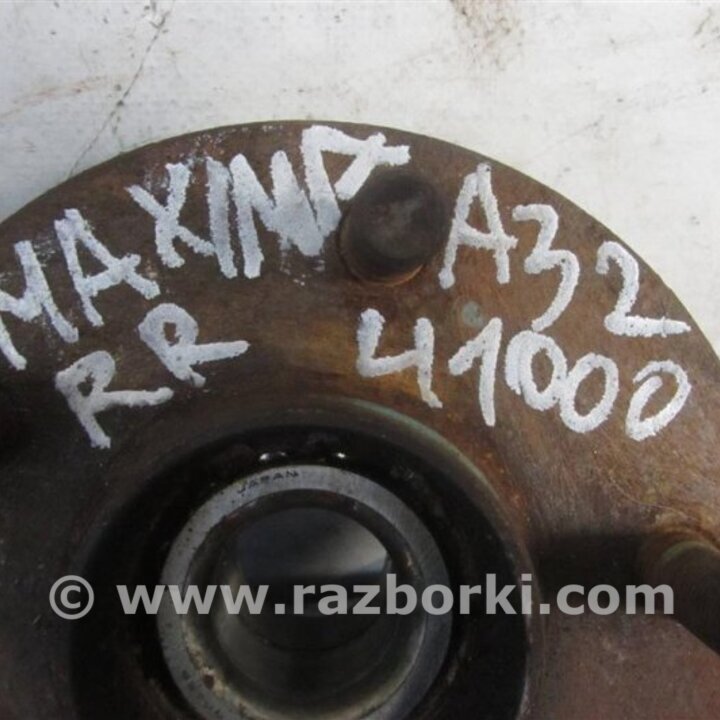 MAXIMA A32
RR 41000
JAPAN
© www.razborki.com